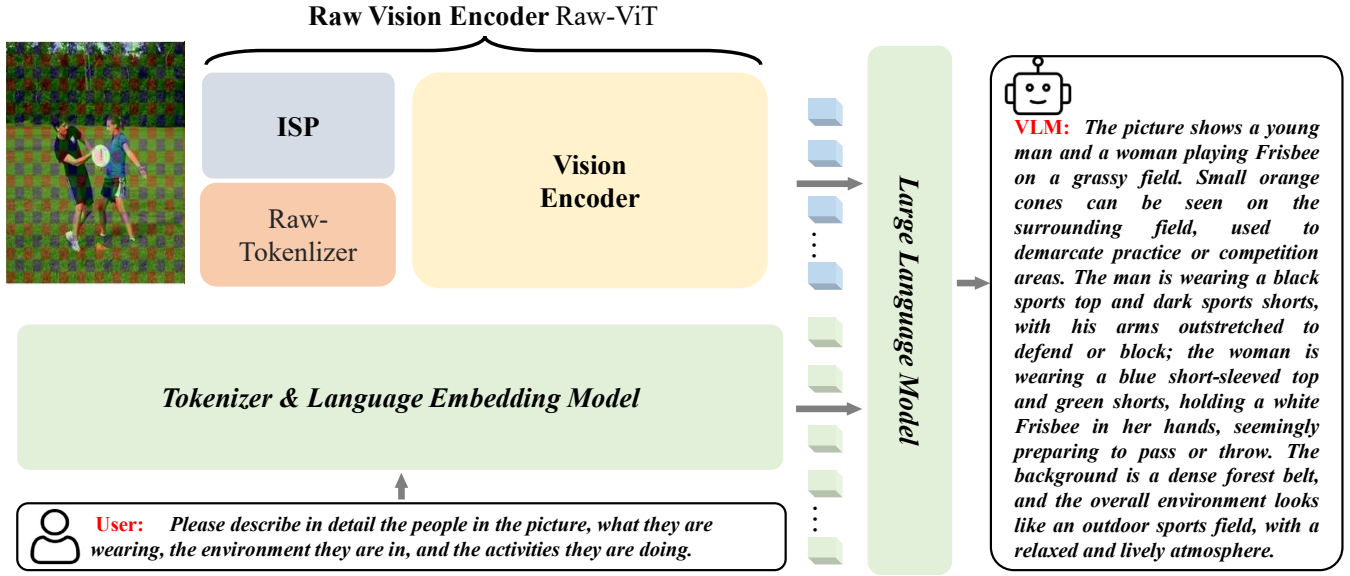 Raw Vision Encoder Raw-ViT
ISP
Raw-
Tokenlizer
Vision
Encoder
Tokenizer & Language Embedding Model
User: Please describe in detail the people in the picture, what they are
wearing, the environment they are in, and the activities they are doing.
Large Language Model
VLM: The picture shows a young
man and a woman playing Frisbee
on a grassy field. Small orange
cones can be seen on the
surrounding field, used to
demarcate practice or competition
areas. The man is wearing a black
sports top and dark sports shorts,
with his arms outstretched to
defend or block; the woman is
wearing a blue short-sleeved top
and green shorts, holding a white
Frisbee in her hands, seemingly
preparing to pass or throw. The
background is a dense forest belt,
and the overall environment looks
like an outdoor sports field, with a
relaxed and lively atmosphere.